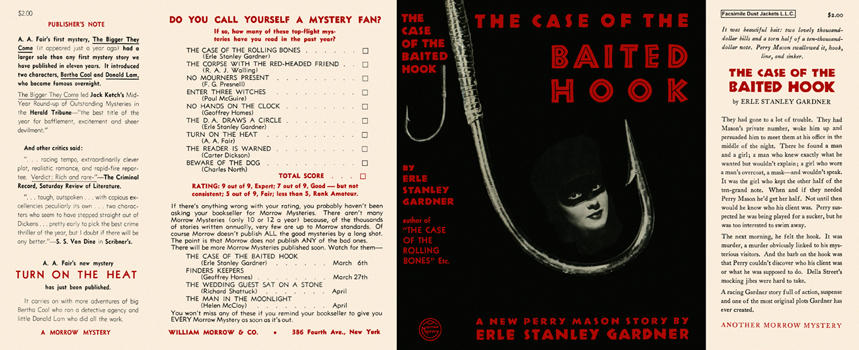 $2.00
PUBLISHER'S NOTE
A. A. Fair's first mystery, The Bigger They
Come (it appeared just a year ago) had a
larger sale than any first mystery story we
have published in eleven years. It introduced
two characters, Bertha Cool and Donald Lam,
who became famous overnight.
The Bigger They Come led Jack Ketch's Mid-
Year Round-up of Outstanding Mysteries in
the Herald Tribune—"the best title of the
year for bafflement, excitement and sheer
devilment."
And other critics said:
". . . racing tempo, extraordinarily clever
plot, realistic romance, and rapid-fire repar-
tee. Verdict: Rich and rare."—The Criminal
Record, Saturday Review of Literature.
". . . tough, outspoken . . . with copious ex-
cellencies peculiarly its own . . . two charac-
ters who seem to have stepped straight out of
Dickens . . . pretty easy to pick the best crime
thriller of the year, but I doubt if there will be
any better."—S. S. Van Dine in Scribner's.
A. A. Fair's new mystery
TURN ON THE HEAT
has just been published.
It carries on with more adventures of big
Bertha Cool who ran a detective agency and
little Donald Lam who did all the work.
A MORROW MYSTERY
DO YOU CALL YOURSELF A MYSTERY FAN?
If so, how many of these top-flight mys-
teries have you read in the past year?
THE CASE OF THE ROLLING BONES
(Erle Stanley Gardner)
THE CORPSE WITH THE RED-HEADED FRIEND
(R. A. J. Walling)
NO MOURNERS PRESENT
(F. G. Presnell)
ENTER THREE WITCHES
(Paul McGuire)
NO HANDS ON THE CLOCK
(Geoffrey Homes)
THE D.A. DRAWS A CIRCLE
(Erle Stanley Gardner)
TURN ON THE HEAT
(A. A. Fair)
THE READER IS WARNED
(Carter Dickson)
BEWARE OF THE DOG
(Charles North)
TOTAL SCORE
RATING: 9 out of 9, Expert; 7 out of 9, Good — but not
consistent; 5 out of 9, Fair; less than 5, Rank Amateur.
If there's anything wrong with your rating, you probably haven't been
asking your bookseller for Morrow Mysteries. There aren't many
Morrow Mysteries (only 10 or 12 a year) because, of the thousands
of stories written annually, very few are up to Morrow standards. Of
course Morrow doesn't publish ALL the good mysteries by a long shot.
The point is that Morrow does not publish ANY of the bad ones.
There will be more Morrow Mysteries published soon. Watch for them—
THE CASE OF THE BAITED HOOK
(Erle Stanley Gardner) March 6th
FINDERS KEEPERS
(Geoffrey Homes) March 27th
THE WEDDING GUEST SAT ON A STONE
(Richard Shattuck) April
THE MAN IN THE MOONLIGHT
(Helen McCloy) April
You won't miss any of these if you remind your bookseller to give you
EVERY Morrow Mystery as soon as it's out.
WILLIAM MORROW & CO. • 386 Fourth Ave., New York
THE
CASE
OF THE
BAITED
HOOK
BY
ERLE
STANLEY
GARDNER
author of
"THE CASE
OF THE
ROLLING
BONES" Etc.
THE CASE OF THE
BAITED
HOOK
A NEW PERRY MASON STORY BY
ERLE STANLEY GARDNER
Facsimile Dust Jackets L.L.C.
$2.00
It was beautiful bait: two lovely thousand-
dollar bills and a torn half of a ten-thousand-
dollar note. Perry Mason swallowed it, hook,
line, and sinker.
THE CASE OF THE
BAITED HOOK
by ERLE STANLEY GARDNER
They had gone to a lot of trouble. They had
Mason's private number, woke him up and
persuaded him to meet them at his office in the
middle of the night. There he found a man
and a girl; a man who knew exactly what he
wanted but wouldn't explain; a girl who wore
a man's overcoat, a mask—and wouldn't speak.
It was the girl who kept the other half of the
ten-grand note. When and if they needed
Perry Mason he'd get her half. Not until then
would he know who his client was. Perry sus-
pected he was being played for a sucker, but he
was too interested to swim away.
The next morning, he felt the hook. It was
murder, a murder obviously linked to his mys-
terious visitors. And the barb on the hook was
that Perry couldn't discover who his client was
or what he was supposed to do. Della Street's
mocking jibes were hard to take.
A racing Gardner story full of action, suspense
and one of the most original plots Gardner has
ever created.
ANOTHER MORROW MYSTERY